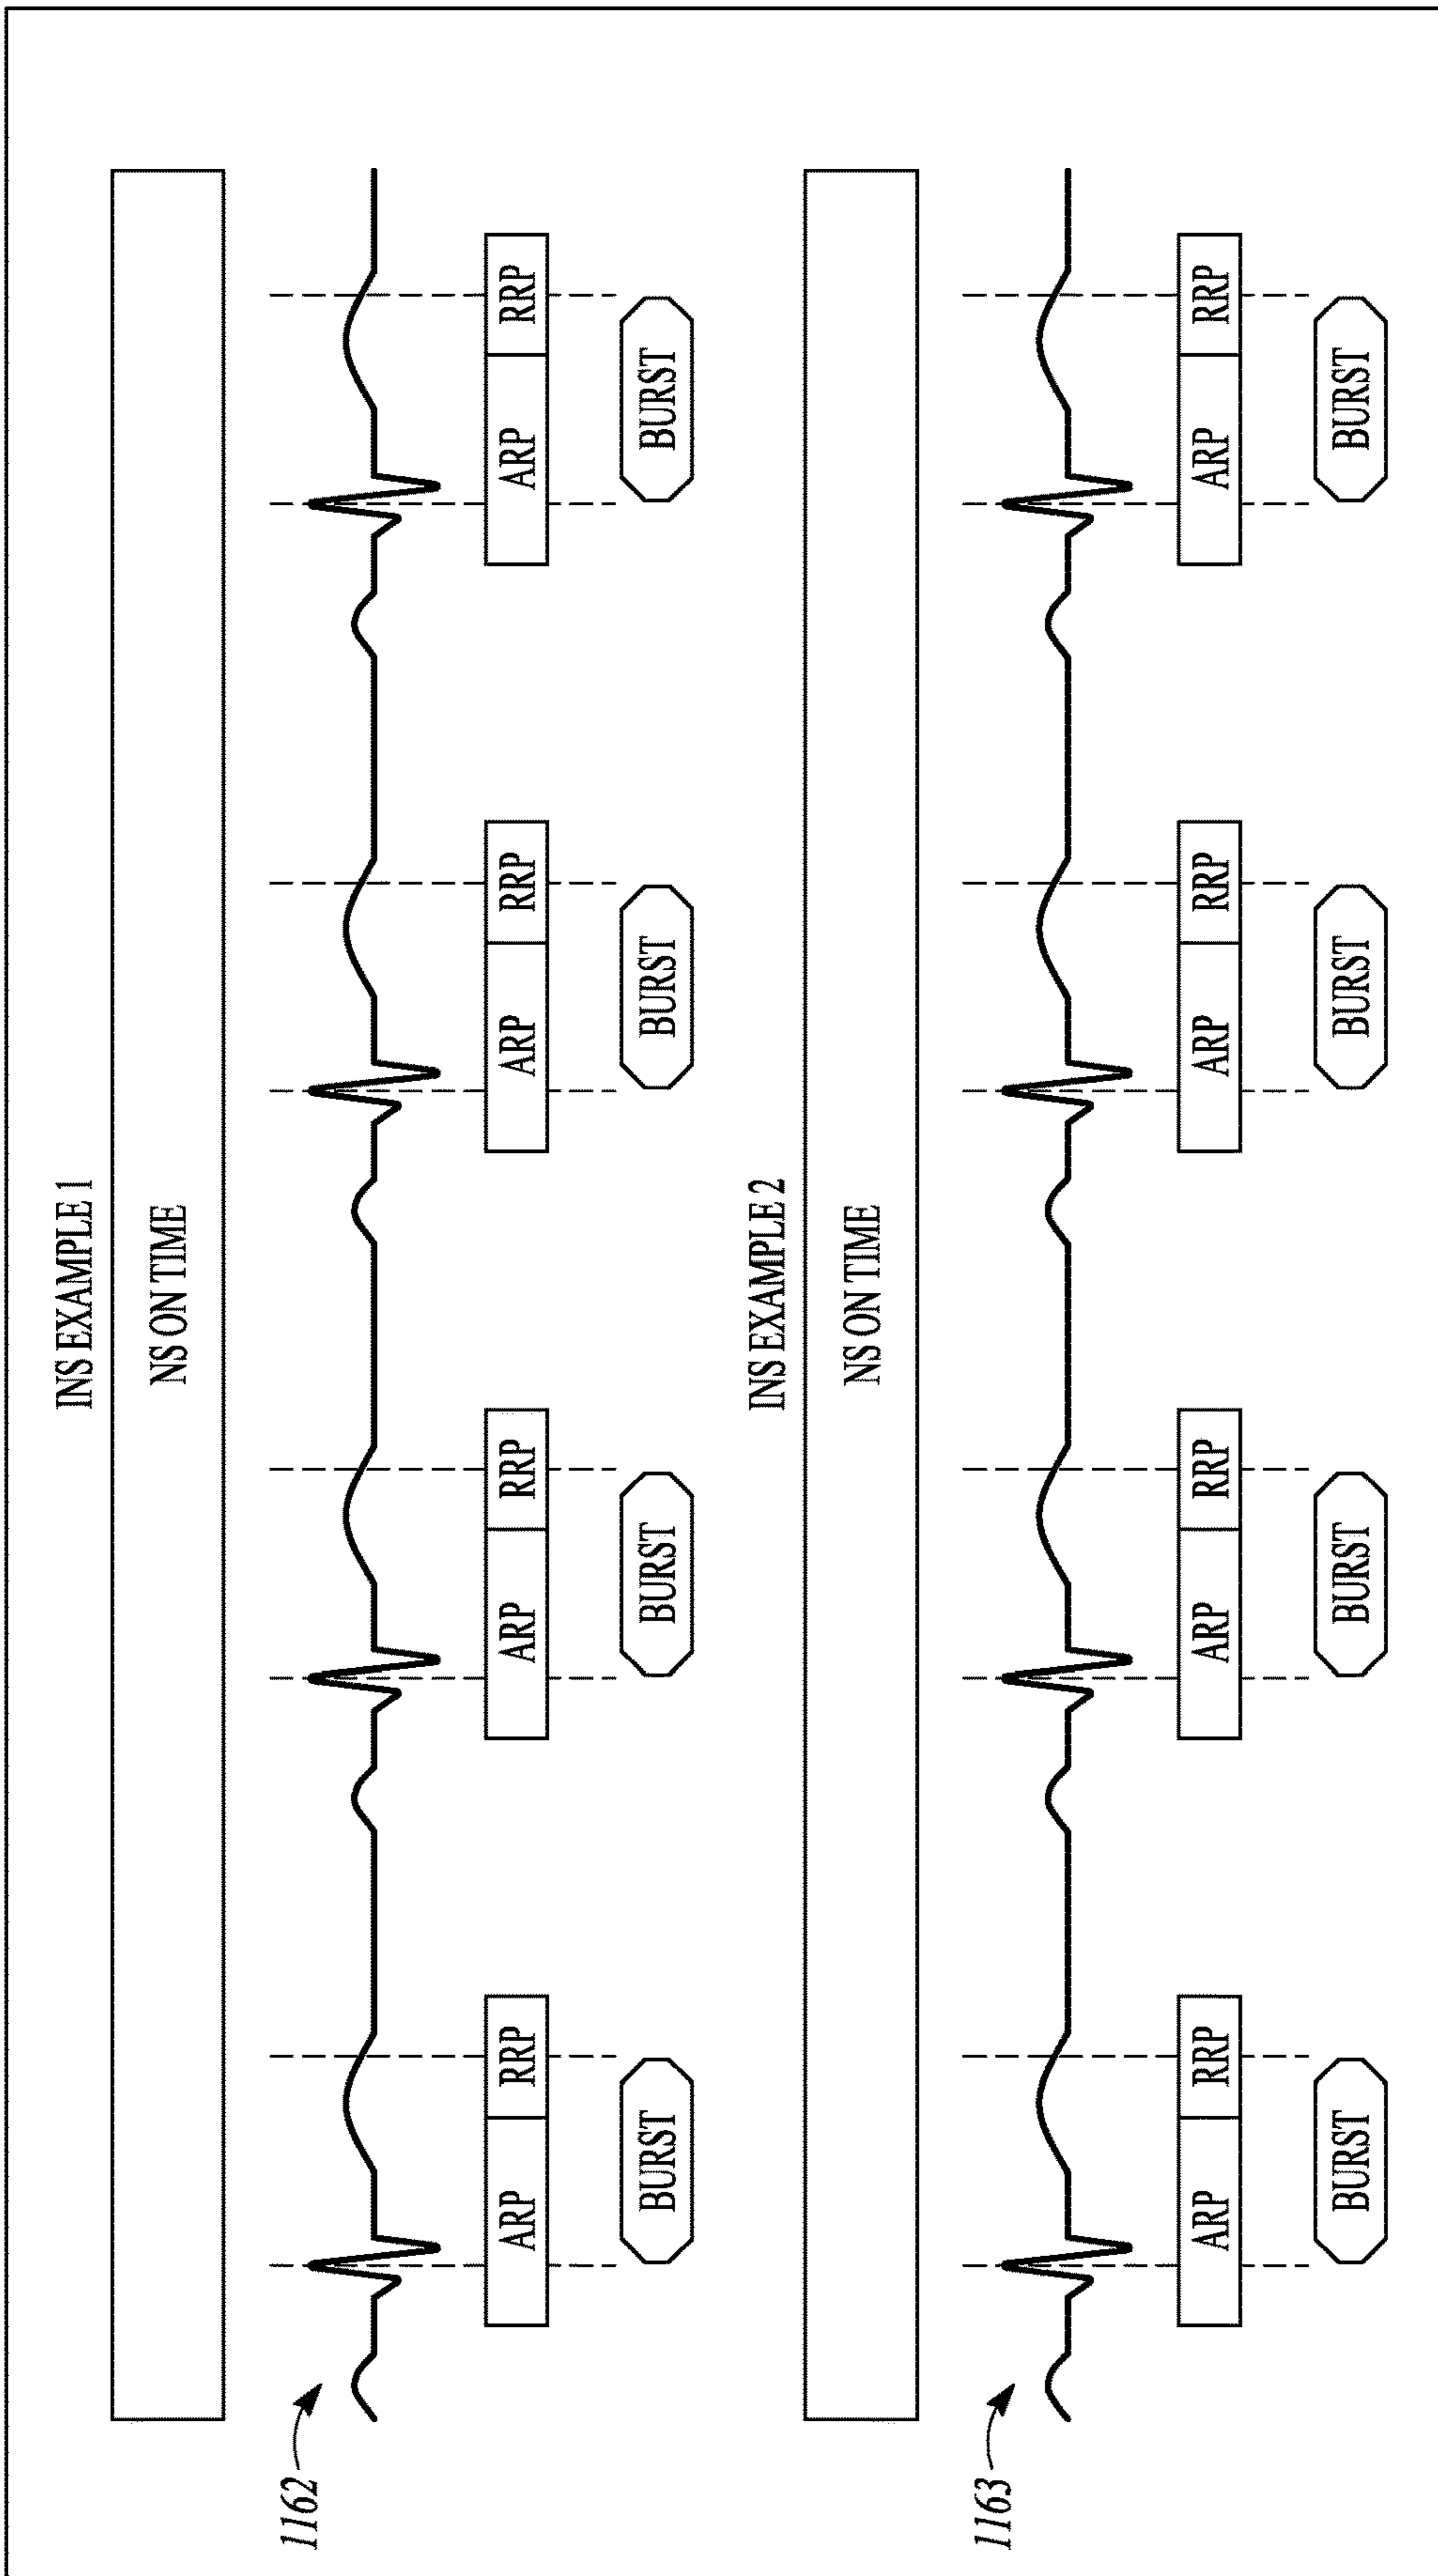 INS EXAMPLE 1
NS ON TIME
1162
ARP RRP ARP RRP ARP RRP ARP RRP
BURST BURST BURST BURST
INS EXAMPLE 2
NS ON TIME
1163
ARP RRP ARP RRP ARP RRP ARP RRP
BURST BURST BURST BURST